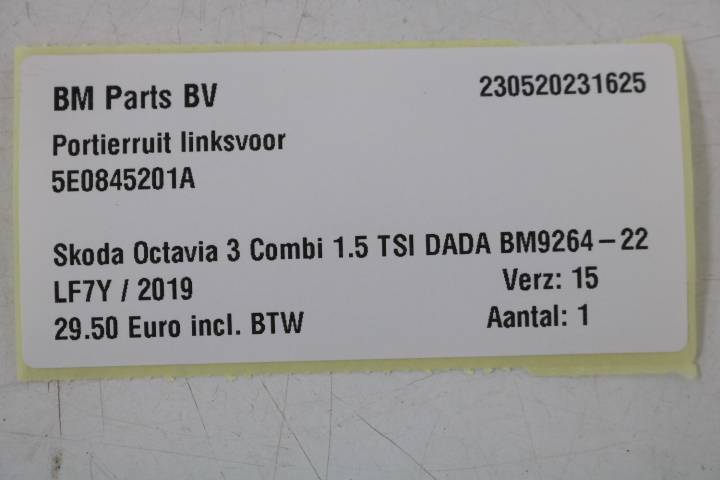 BM Parts BV 230520231625
Portierruit linksvoor
5E0845201A
Skoda Octavia 3 Combi 1.5 TSI DADA BM9264-22
LF7Y / 2019 Verz: 15
29.50 Euro incl. BTW Aantal: 1